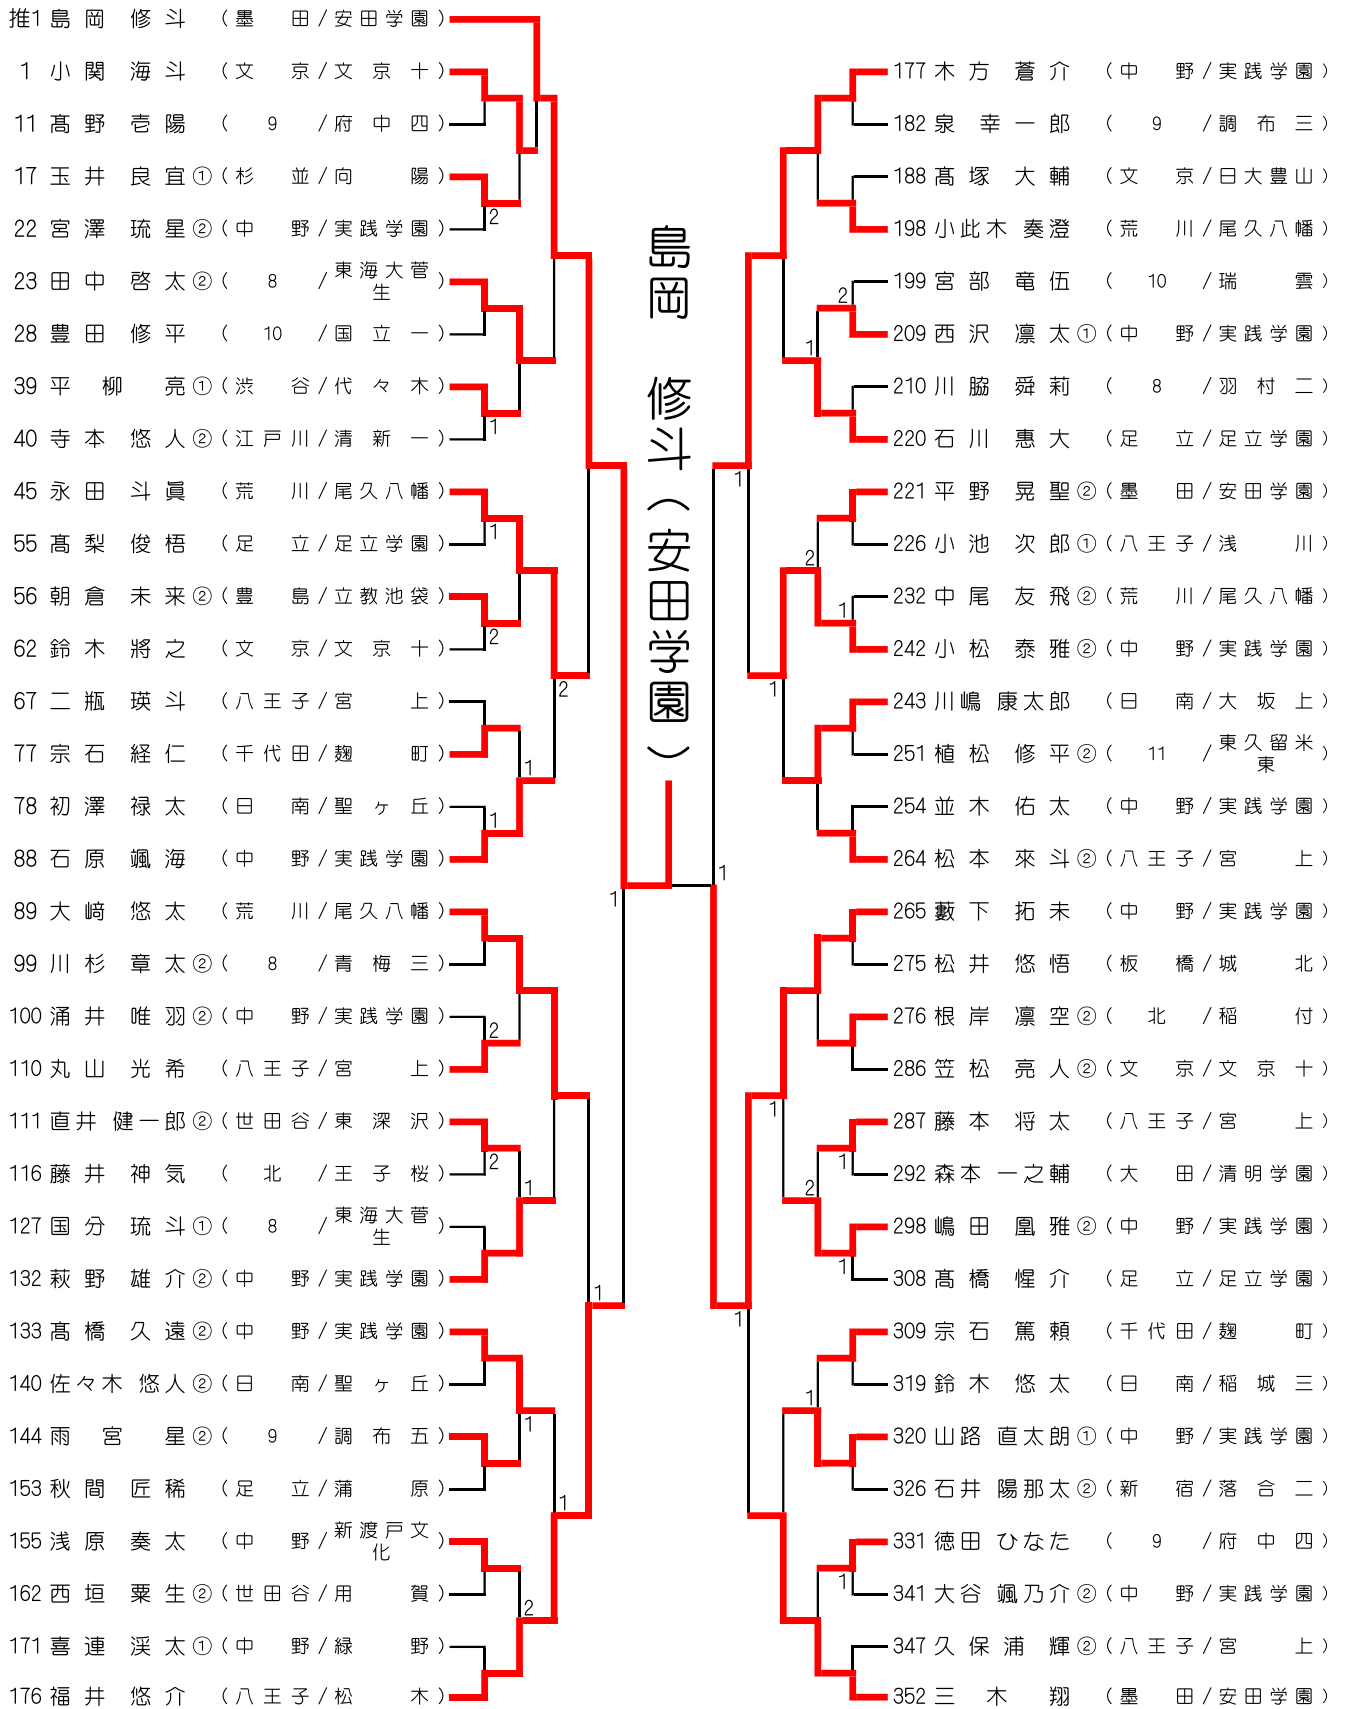 推1 島岡 修斗 (墨田/安田学園)
1 小関 海斗 (文京/文京十)
11 髙野 壱陽 (9/府中四)
17 玉井 良宜① (杉並/向陽)
22 宮澤 琉星② (中野/実践学園)
2
23 田中 啓太② (8/東海大菅生)
28 豊田 修平 (10/国立一)
39 平柳 亮① (渋谷/代々木)
40 寺本 悠人② (江戸川/清新一)
1
45 永田 斗眞 (荒川/尾久八幡)
55 髙梨 俊梧 (足立/足立学園)
1
56 朝倉 未来② (豊島/立教池袋)
62 鈴木 將之 (文京/文京十)
2
2
67 二瓶 瑛斗 (八王子/宮上)
77 宗石 経仁 (千代田/麹町)
1
78 初澤 禄太 (日南/聖ヶ丘)
1
88 石原 颯海 (中野/実践学園)
1
89 大﨑 悠太 (荒川/尾久八幡)
99 川杉 章太② (8/青梅三)
100 涌井 唯羽② (中野/実践学園)
2
110 丸山 光希 (八王子/宮上)
111 直井 健一郎② (世田谷/東深沢)
116 藤井 神気 (北/王子桜)
2
1
127 国分 琉斗① (8/東海大菅生)
132 萩野 雄介② (中野/実践学園)
1
133 髙橋 久遠② (中野/実践学園)
140 佐々木 悠人② (日南/聖ヶ丘)
1
144 雨宮 星② (9/調布五)
153 秋間 匠稀 (足立/蒲原)
1
155 浅原 奏太 (中野/新渡戸文化)
162 西垣 粟生② (世田谷/用賀)
2
171 喜連 渓太① (中野/緑野)
176 福井 悠介 (八王子/松木)
島岡 修斗(安田学園)
1
177 木方 蒼介 (中野/実践学園)
182 泉 幸一郎 (9/調布三)
188 髙塚 大輔 (文京/日大豊山)
198 小此木 奏澄 (荒川/尾久八幡)
199 宮部 竜伍 (10/瑞雲)
2
209 西沢 凛太① (中野/実践学園)
1
210 川脇 舜莉 (8/羽村二)
220 石川 惠大 (足立/足立学園)
1
221 平野 晃聖② (墨田/安田学園)
226 小池 次郎① (八王子/浅川)
2
232 中尾 友飛② (荒川/尾久八幡)
1
242 小松 泰雅② (中野/実践学園)
1
243 川嶋 康太郎 (日南/大坂上)
251 植松 修平② (11/東久留米東)
254 並木 佑太 (中野/実践学園)
264 松本 來斗② (八王子/宮上)
265 藪下 拓未 (中野/実践学園)
275 松井 悠悟 (板橋/城北)
276 根岸 凛空② (北/稲付)
286 笠松 亮人② (文京/文京十)
1
287 藤本 将太 (八王子/宮上)
1
292 森本 一之輔 (大田/清明学園)
2
298 嶋田 凰雅② (中野/実践学園)
1
308 髙橋 惺介 (足立/足立学園)
1
309 宗石 篤頼 (千代田/麹町)
319 鈴木 悠太 (日南/稲城三)
1
320 山路 直太朗① (中野/実践学園)
326 石井 陽那太② (新宿/落合二)
331 徳田 ひなた (9/府中四)
1
341 大谷 颯乃介② (中野/実践学園)
347 久保浦 輝② (八王子/宮上)
352 三木 翔 (墨田/安田学園)